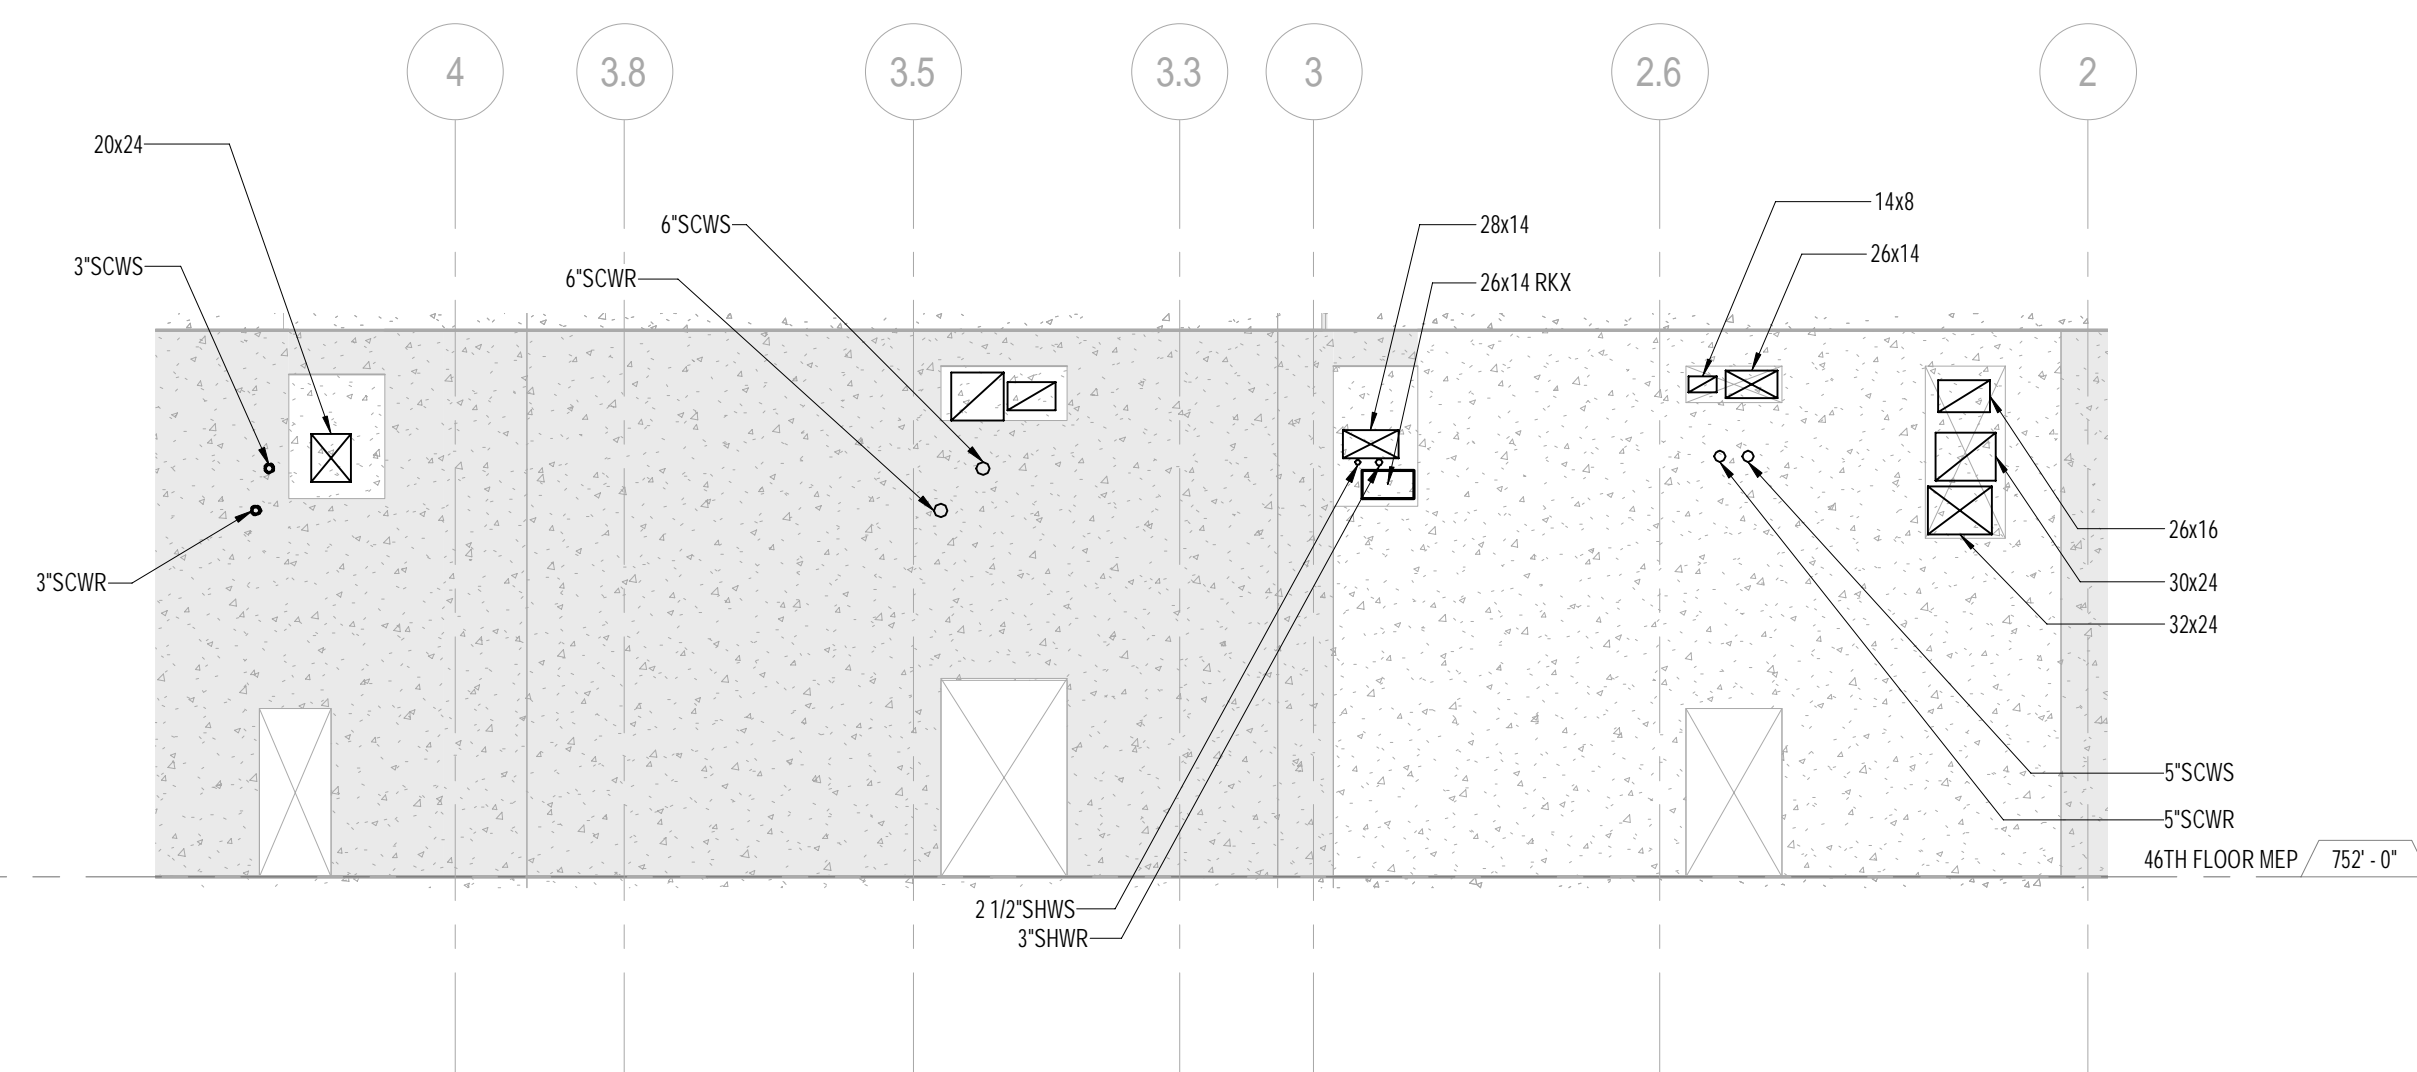 4
3.8
3.5
3.3
3
2.6
2
20x24
3"SCWS
3"SCWR
6"SCWS
6"SCWR
28x14
26x14 RKX
14x8
26x14
26x16
30x24
32x24
5"SCWS
5"SCWR
46TH FLOOR MEP
752' - 0"
2 1/2"SHWS
3"SHWR